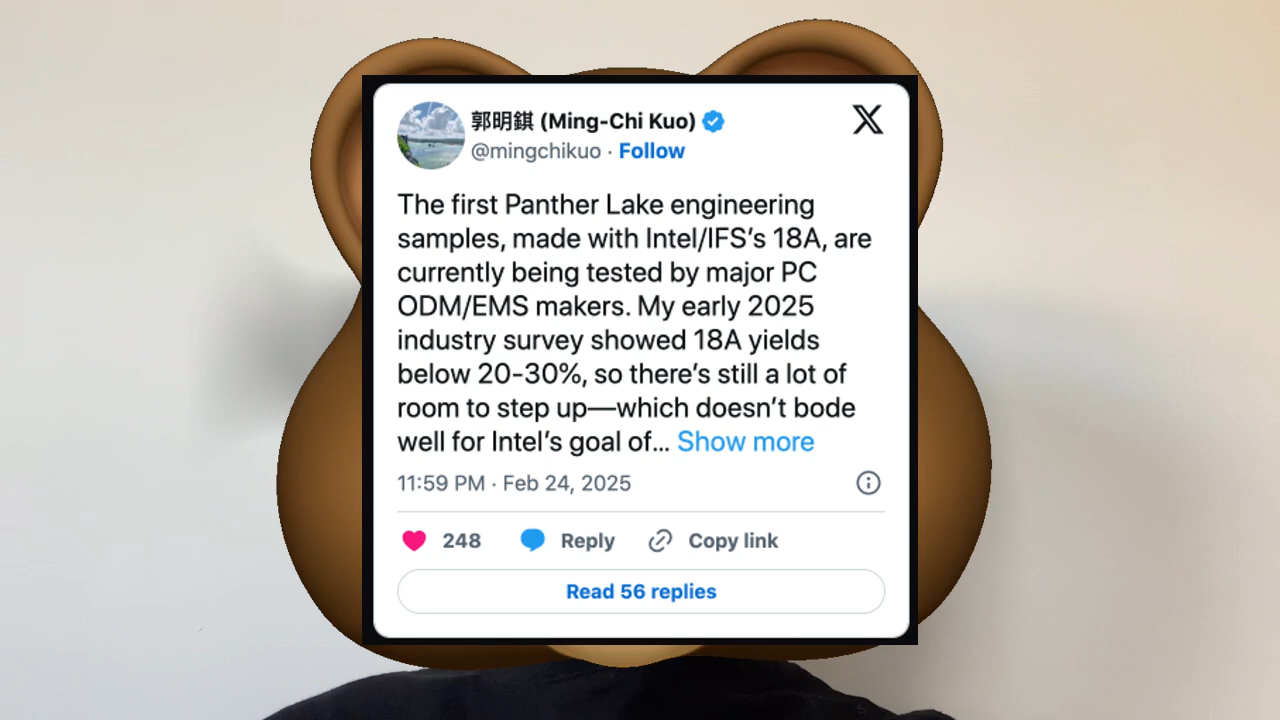 郭明錤 (Ming-Chi Kuo)
@mingchikuo · Follow
The first Panther Lake engineering
samples, made with Intel/IFS’s 18A, are
currently being tested by major PC
ODM/EMS makers. My early 2025
industry survey showed 18A yields
below 20-30%, so there’s still a lot of
room to step up—which doesn’t bode
well for Intel’s goal of... Show more
11:59 PM · Feb 24, 2025
248 Reply Copy link
Read 56 replies